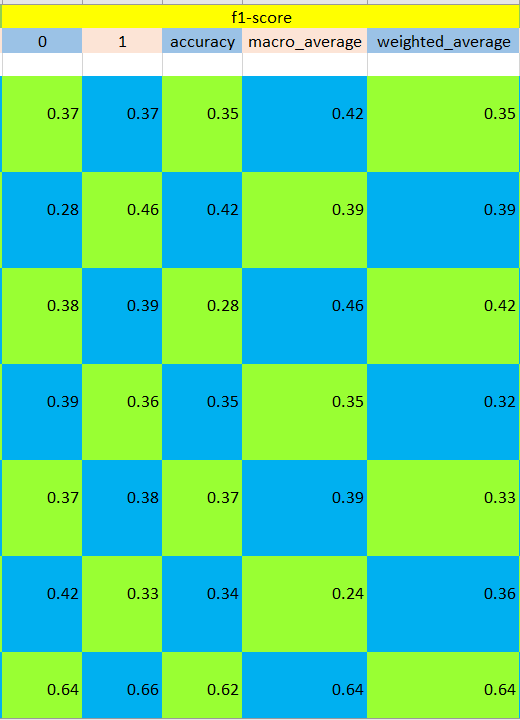 f1-score
0 1 accuracy macro_average weighted_average
0.37 0.37 0.35 0.42 0.35
0.28 0.46 0.42 0.39 0.39
0.38 0.39 0.28 0.46 0.42
0.39 0.36 0.35 0.35 0.32
0.37 0.38 0.37 0.39 0.33
0.42 0.33 0.34 0.24 0.36
0.64 0.66 0.62 0.64 0.64